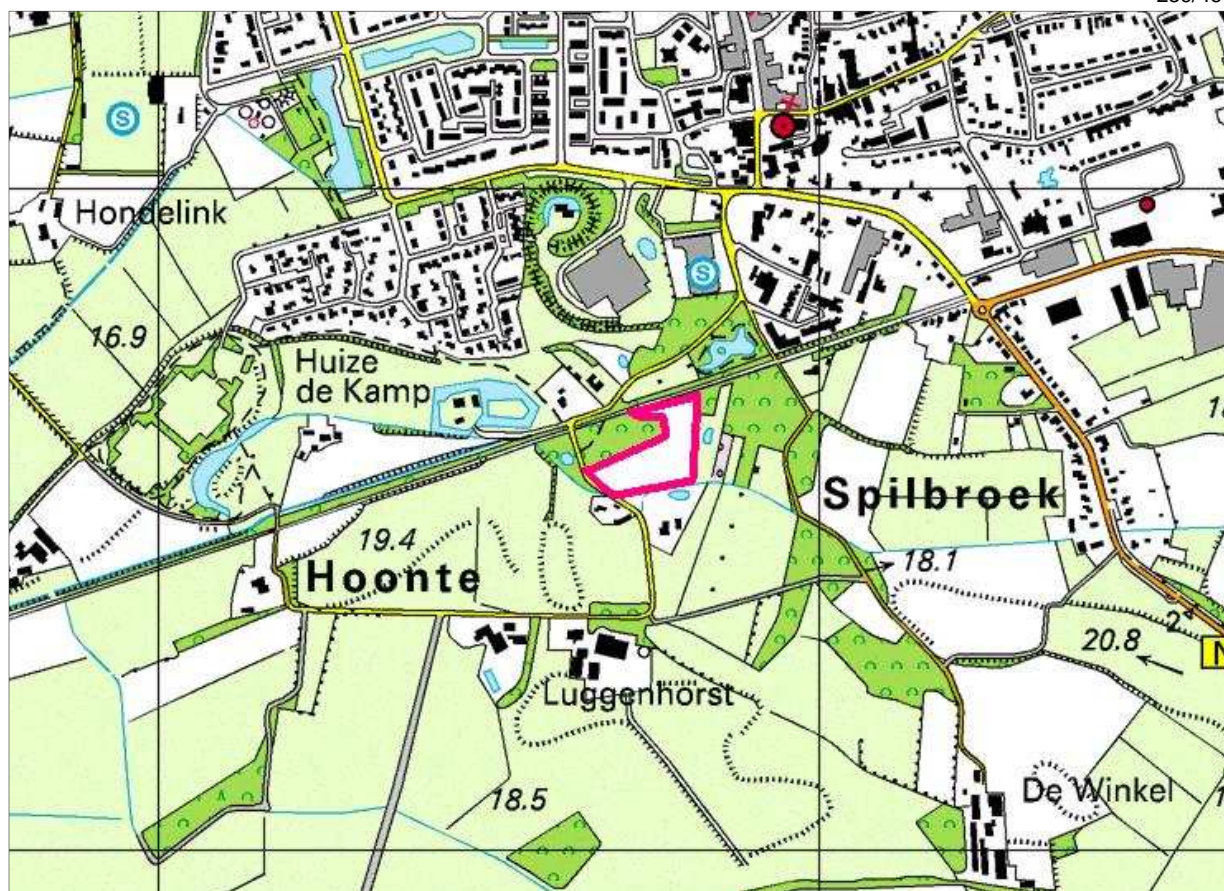 S
Hondelink
S
16.9
Huize
de Kamp
Spilbroek
19.4
18.1
Hoonte
24
20.8
N
Luggenhorst
18.5
De Winkel